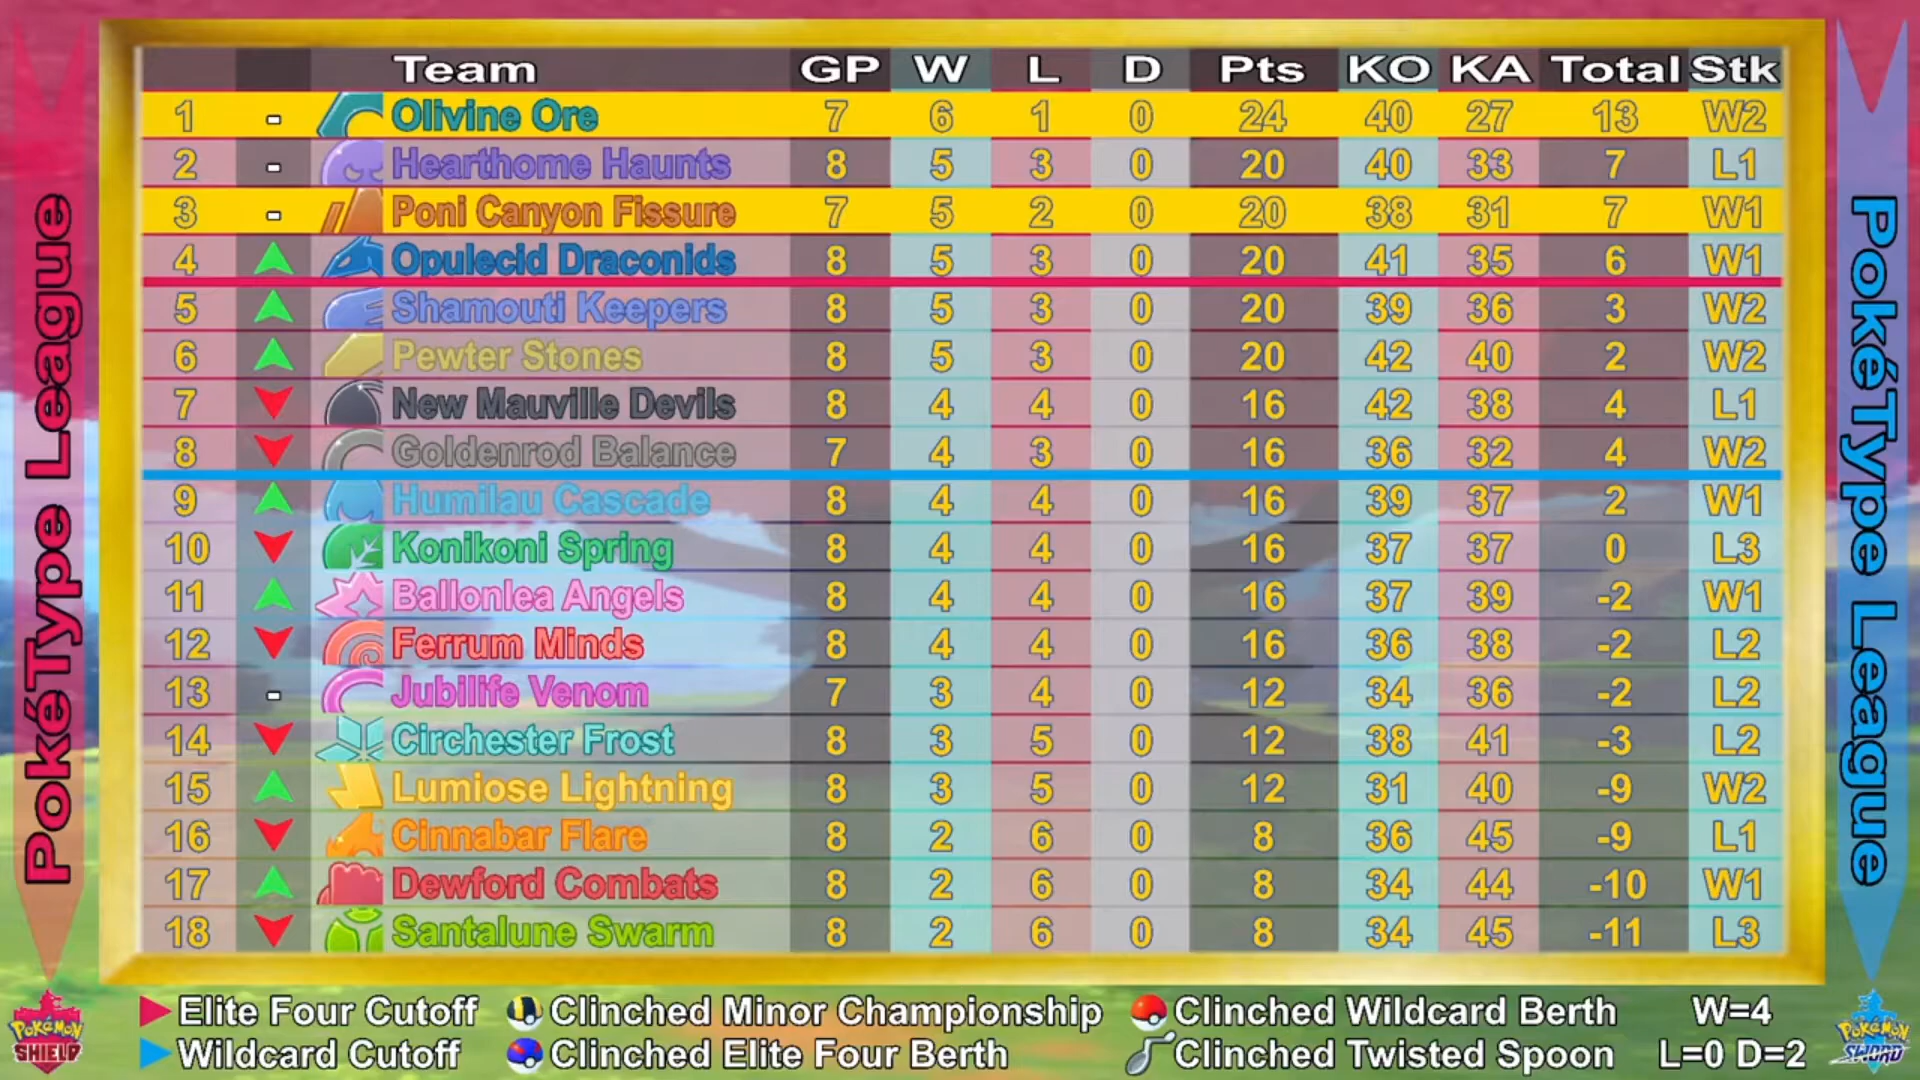 Team GP W L D Pts KO KA Total Stk
1 - Olivine Ore 7 6 1 0 24 40 27 13 W2
2 - Hearthome Haunts 8 5 3 0 20 40 33 7 L1
3 - Poni Canyon Fissure 7 5 2 0 20 38 31 7 W1
4 Opulecid Draconids 8 5 3 0 20 41 35 6 W1
5 Shamouti Keepers 8 5 3 0 20 39 36 3 W2
6 Pewter Stones 8 5 3 0 20 42 40 2 W2
7 New Mauville Devils 8 4 4 0 16 42 38 4 L1
8 Goldenrod Balance 7 4 3 0 16 36 32 4 W2
9 Humilau Cascade 8 4 4 0 16 39 37 2 W1
10 Konikoni Spring 8 4 4 0 16 37 37 0 L3
11 Ballonlea Angels 8 4 4 0 16 37 39 -2 W1
12 Ferrum Minds 8 4 4 0 16 36 38 -2 L2
13 - Jubilife Venom 7 3 4 0 12 34 36 -2 L2
14 Circhester Frost 8 3 5 0 12 38 41 -3 L2
15 Lumiose Lightning 8 3 5 0 12 31 40 -9 W2
16 Cinnabar Flare 8 2 6 0 8 36 45 -9 L1
17 Dewford Combats 8 2 6 0 8 34 44 -10 W1
18 Santalune Swarm 8 2 6 0 8 34 45 -11 L3
PokéType League
PokéType League
Elite Four Cutoff Clinched Minor Championship Clinched Wildcard Berth W=4
Wildcard Cutoff Clinched Elite Four Berth Clinched Twisted Spoon L=0 D=2
POKéMON
SHIELD
POKéMON
SWORD